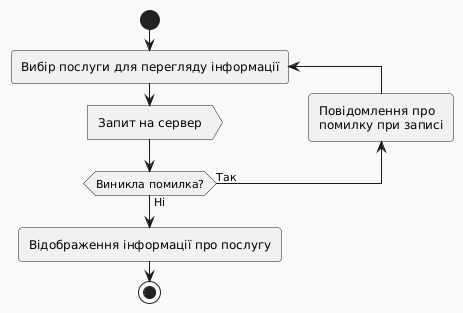 Вибір послуги для перегляду інформації
Повідомлення про
помилку при записі
Запит на сервер
Виникла помилка?
Так
Ні
Відображення інформації про послугу